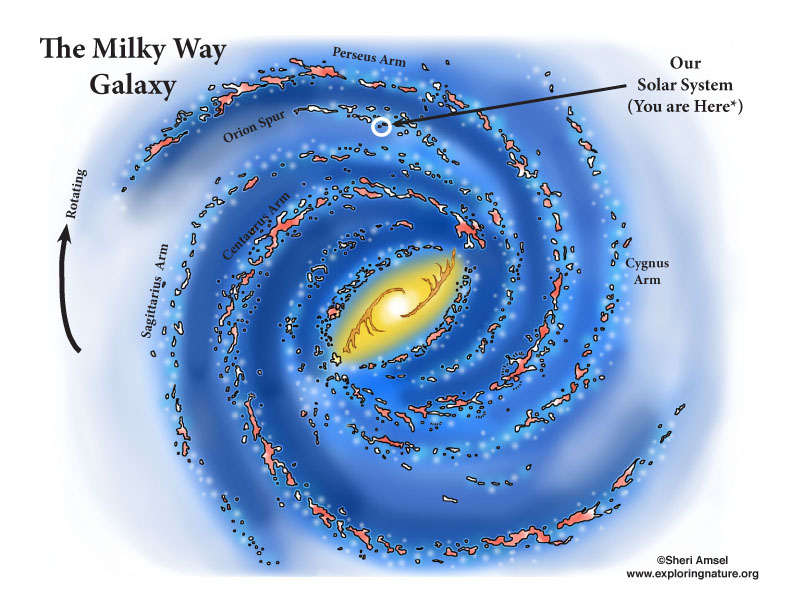 The Milky Way
Galaxy
Perseus Arm
Our
Solar System
(You are Here*)
Orion Spur
Rotating
Centaurus Arm
Sagittarius Arm
Cygnus
Arm
©Sheri Amsel
www.exploringnature.org